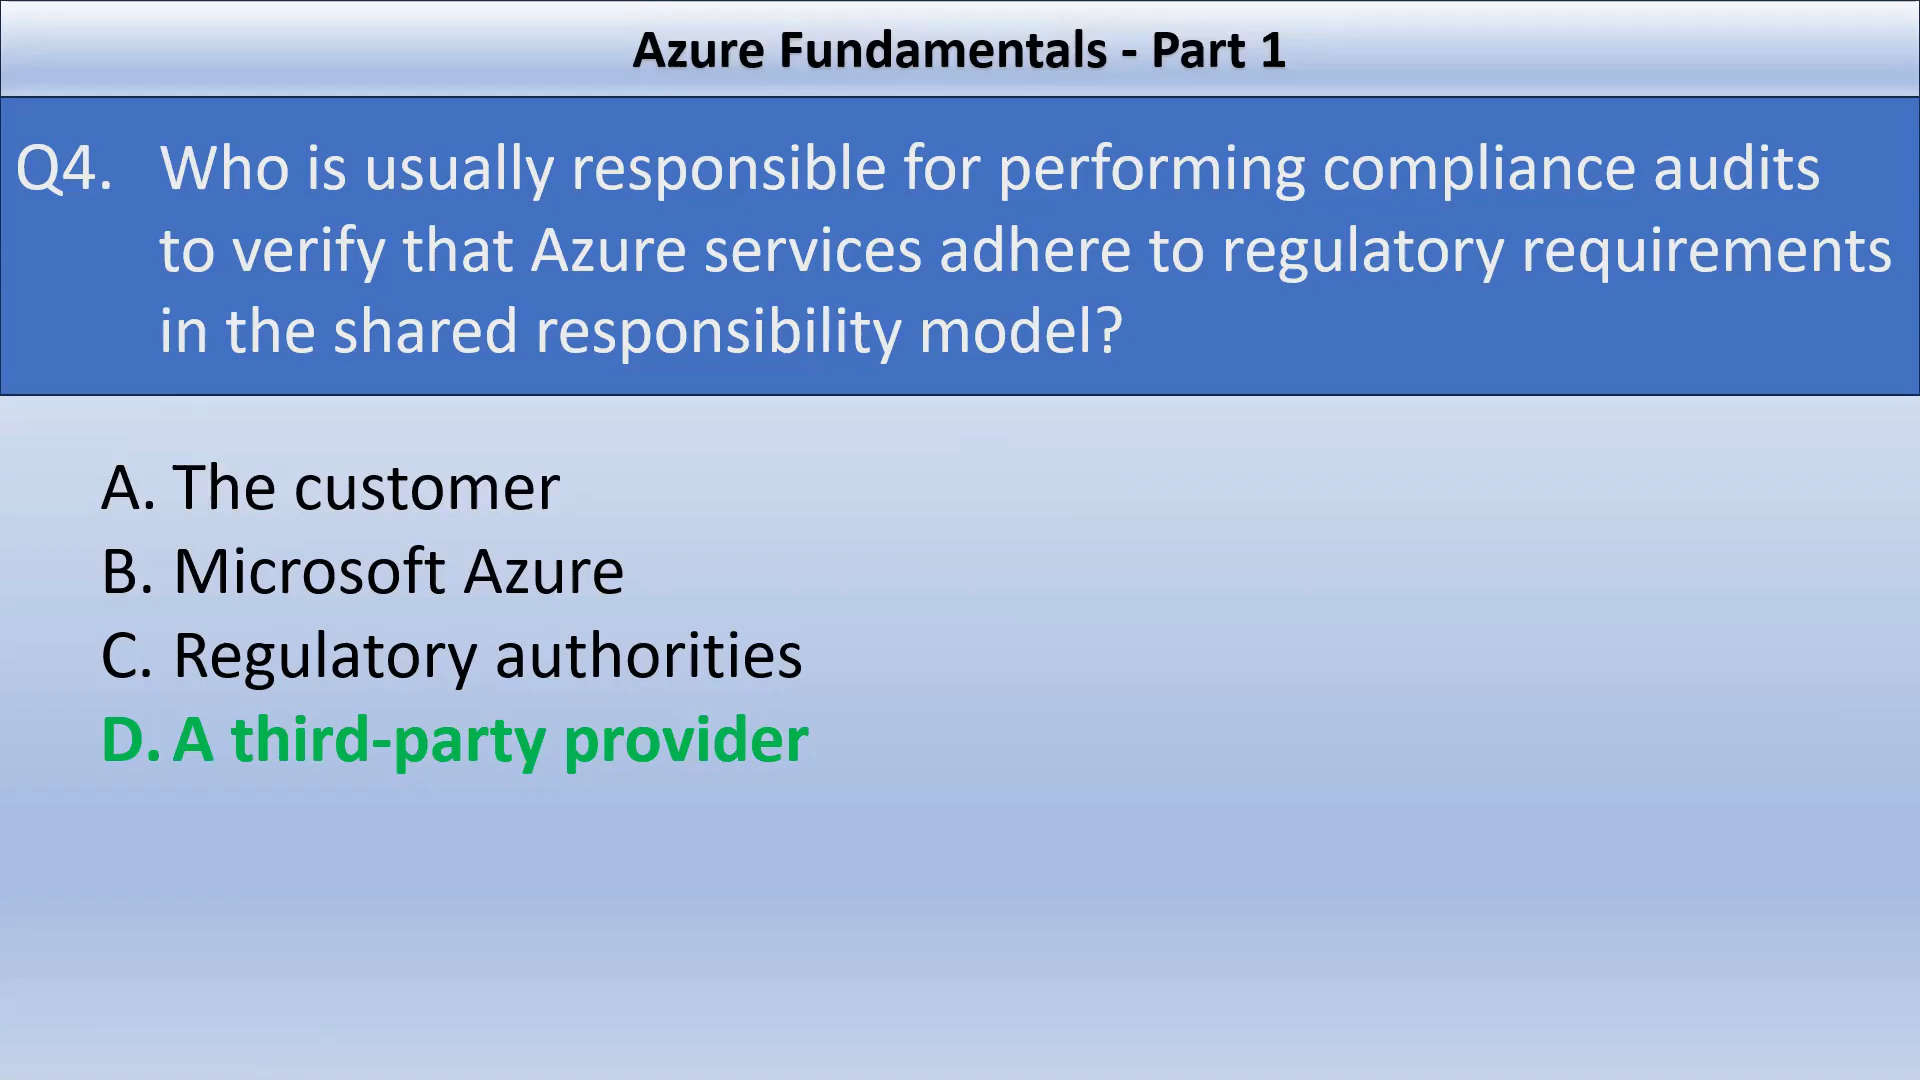 Azure Fundamentals - Part 1
Q4. Who is usually responsible for performing compliance audits
to verify that Azure services adhere to regulatory requirements
in the shared responsibility model?
A. The customer
B. Microsoft Azure
C. Regulatory authorities
D. A third-party provider